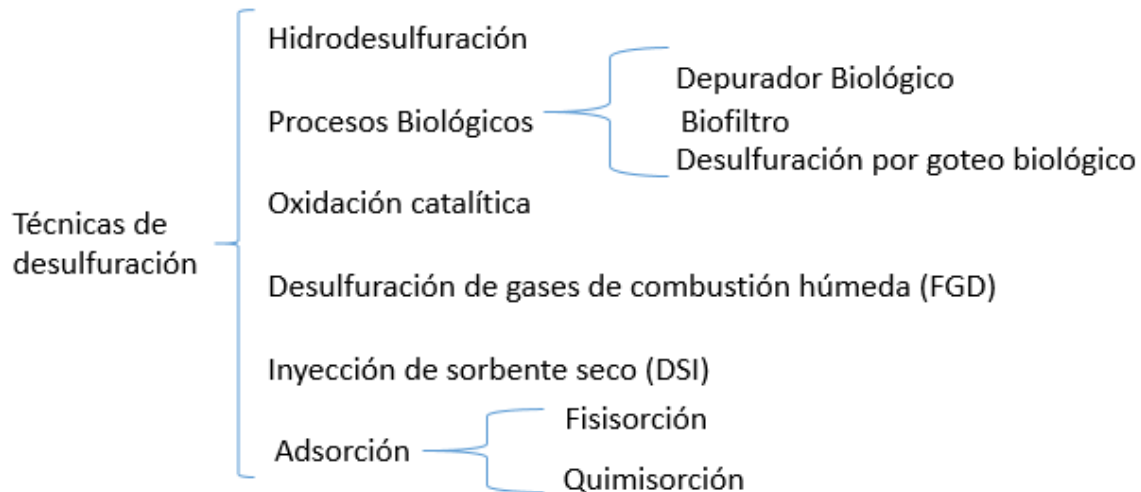 Técnicas de
desulfuración
Hidrodesulfuración
Procesos Biológicos
Depurador Biológico
Biofiltro
Desulfuración por goteo biológico
Oxidación catalítica
Desulfuración de gases de combustión húmeda (FGD)
Inyección de sorbente seco (DSI)
Adsorción
Fisisorción
Quimisorción